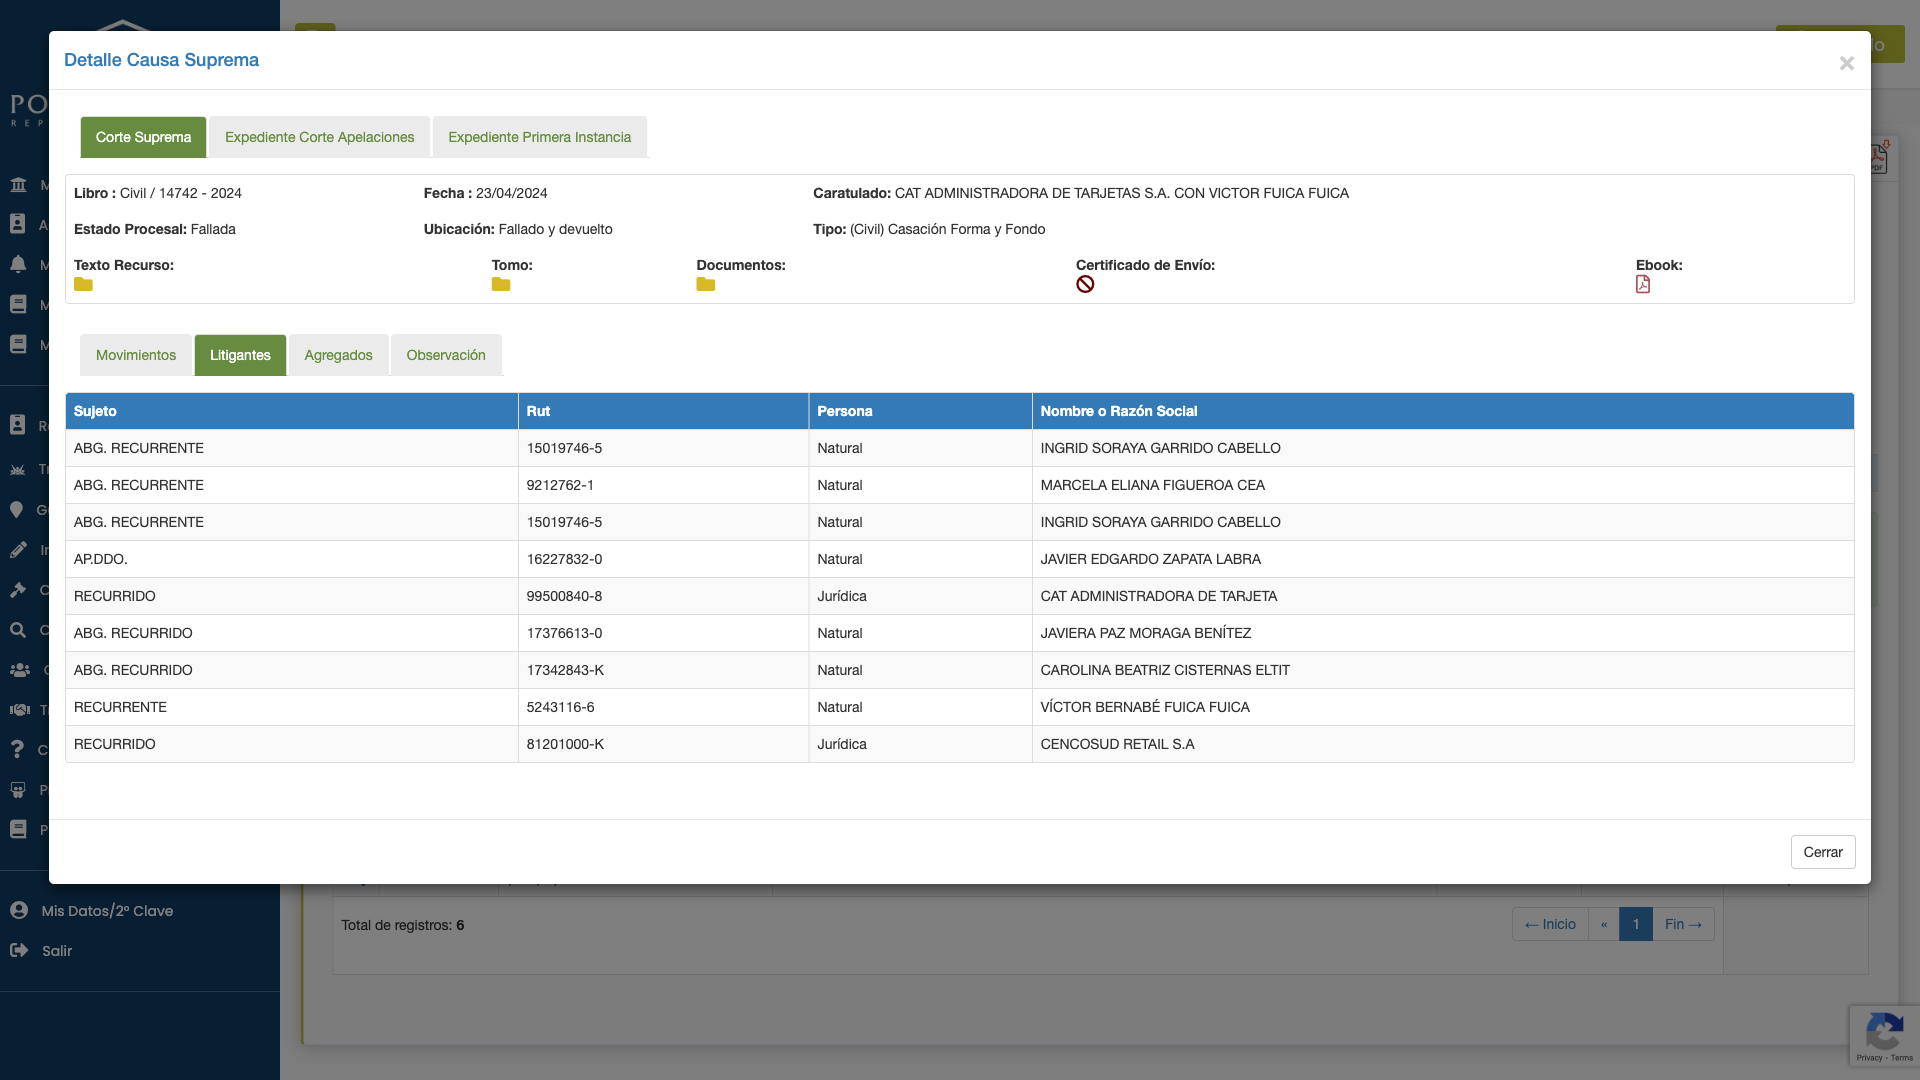 Detalle Causa Suprema
×
Corte Suprema Expediente Corte Apelaciones Expediente Primera Instancia
Libro : Civil / 14742 - 2024 Fecha : 23/04/2024 Caratulado: CAT ADMINISTRADORA DE TARJETAS S.A. CON VICTOR FUICA FUICA
Estado Procesal: Fallada Ubicación: Fallado y devuelto Tipo: (Civil) Casación Forma y Fondo
Texto Recurso: Tomo: Documentos: Certificado de Envío: Ebook:
Movimientos Litigantes Agregados Observación
Sujeto Rut Persona Nombre o Razón Social
ABG. RECURRENTE 15019746-5 Natural INGRID SORAYA GARRIDO CABELLO
ABG. RECURRENTE 9212762-1 Natural MARCELA ELIANA FIGUEROA CEA
ABG. RECURRENTE 15019746-5 Natural INGRID SORAYA GARRIDO CABELLO
AP.DDO. 16227832-0 Natural JAVIER EDGARDO ZAPATA LABRA
RECURRIDO 99500840-8 Jurídica CAT ADMINISTRADORA DE TARJETA
ABG. RECURRIDO 17376613-0 Natural JAVIERA PAZ MORAGA BENÍTEZ
ABG. RECURRIDO 17342843-K Natural CAROLINA BEATRIZ CISTERNAS ELTIT
RECURRENTE 5243116-6 Natural VÍCTOR BERNABÉ FUICA FUICA
RECURRIDO 81201000-K Jurídica CENCOSUD RETAIL S.A
Cerrar
Mis Datos/2º Clave
Salir
Total de registros: 6
← Inicio « 1 Fin →
Privacy - Terms